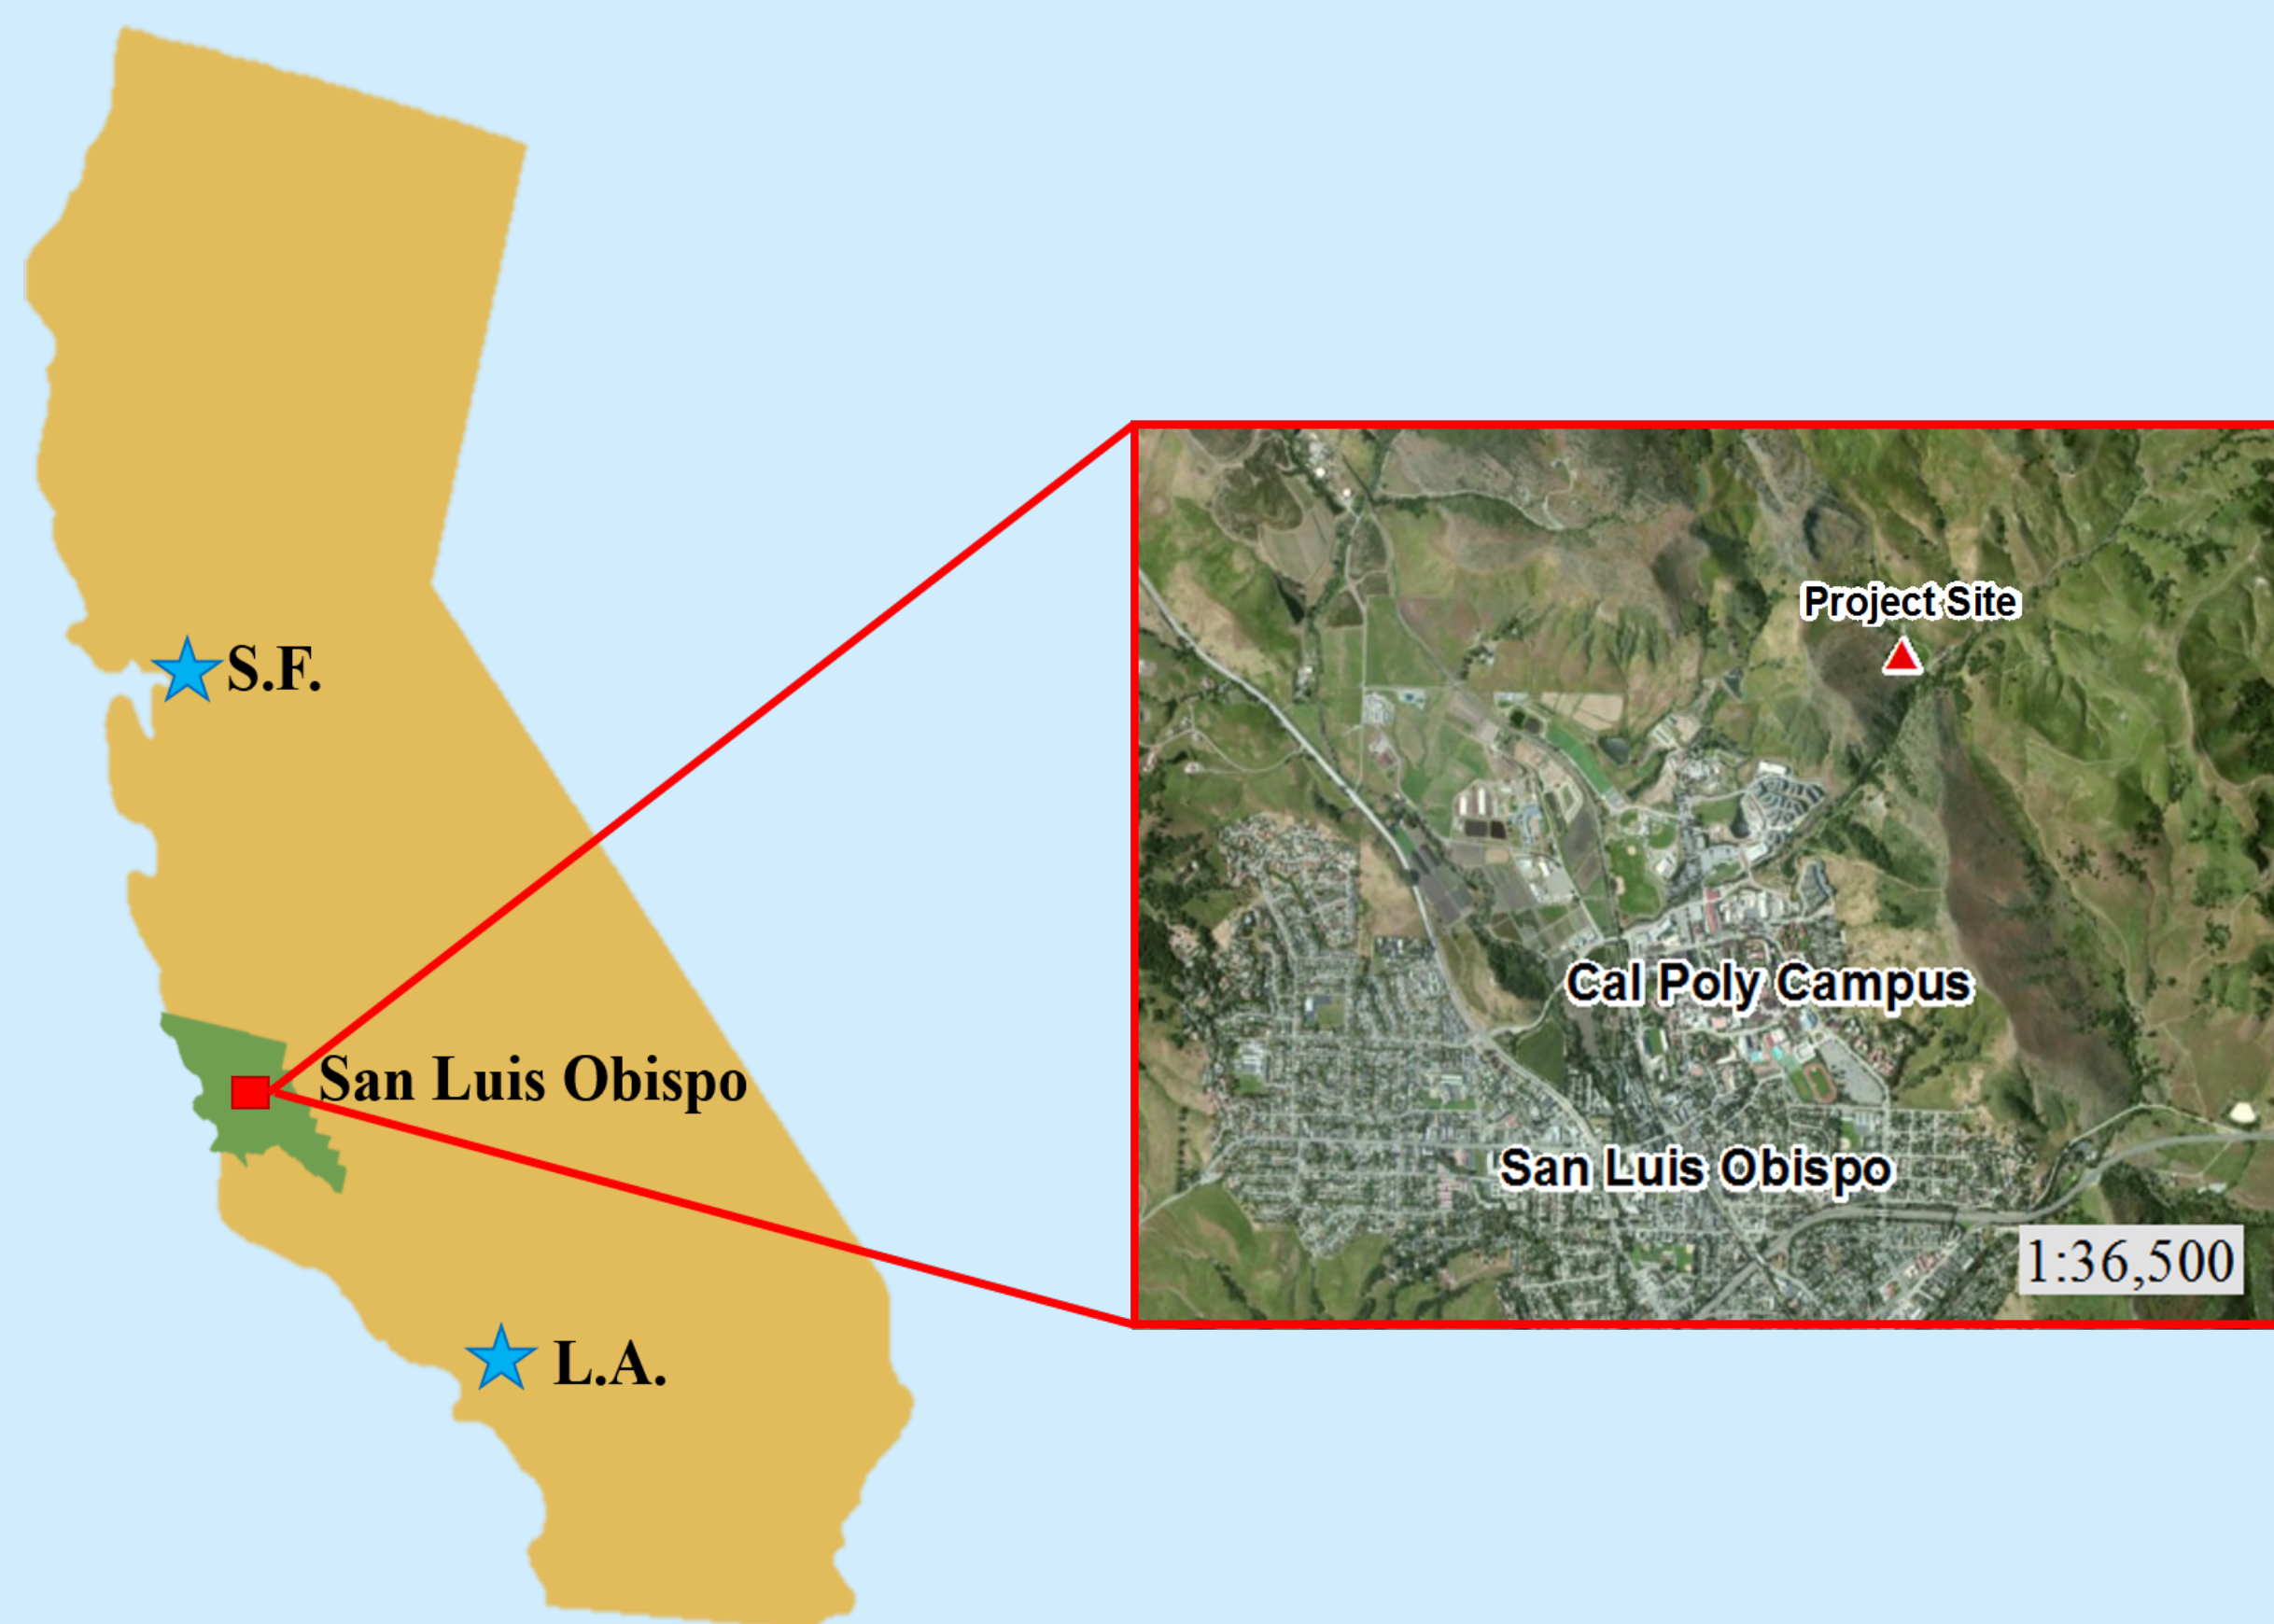 S.F.
San Luis Obispo
L.A.
Project Site
Cal Poly Campus
San Luis Obispo
1:36,500